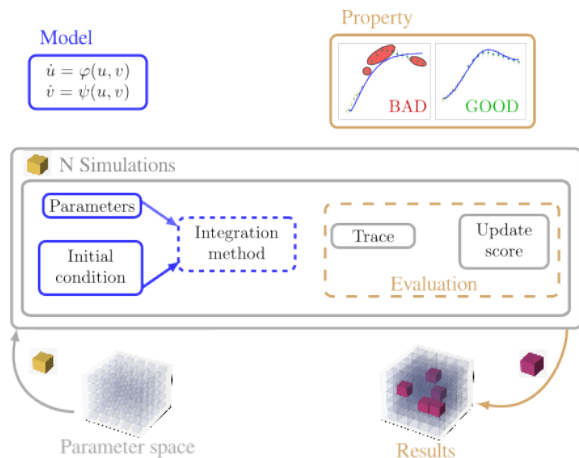 Model
u̇ = φ(u, v)
v̇ = ψ(u, v)
Property
BAD
GOOD
N Simulations
Parameters
Initial
condition
Integration
method
Trace
Update
score
Evaluation
Parameter space
Results